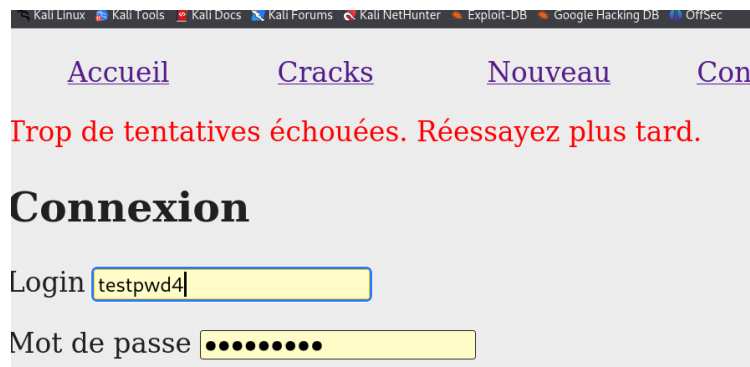 Kali Linux Kali Tools Kali Docs Kali Forums Kali NetHunter Exploit-DB Google Hacking DB OffSec
Accueil Cracks Nouveau Con
Trop de tentatives échouées. Réessayez plus tard.
Connexion
Login testpwd4
Mot de passe ●●●●●●●●●